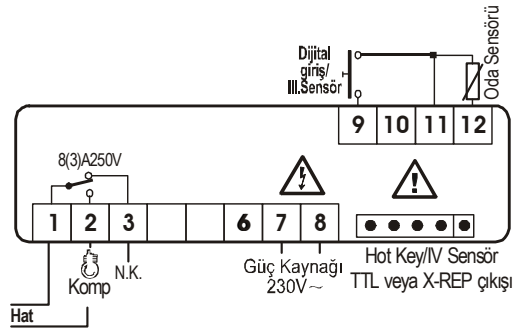 Dijital
giriş/
III.Sensör
Oda Sensörü
9 10 11 12
8(3)A250V
1 2 3 6 7 8
Komp
N.K.
Güç Kaynağı
230V~
Hot Key/IV Sensör
TTL veya X-REP çıkışı
Hat